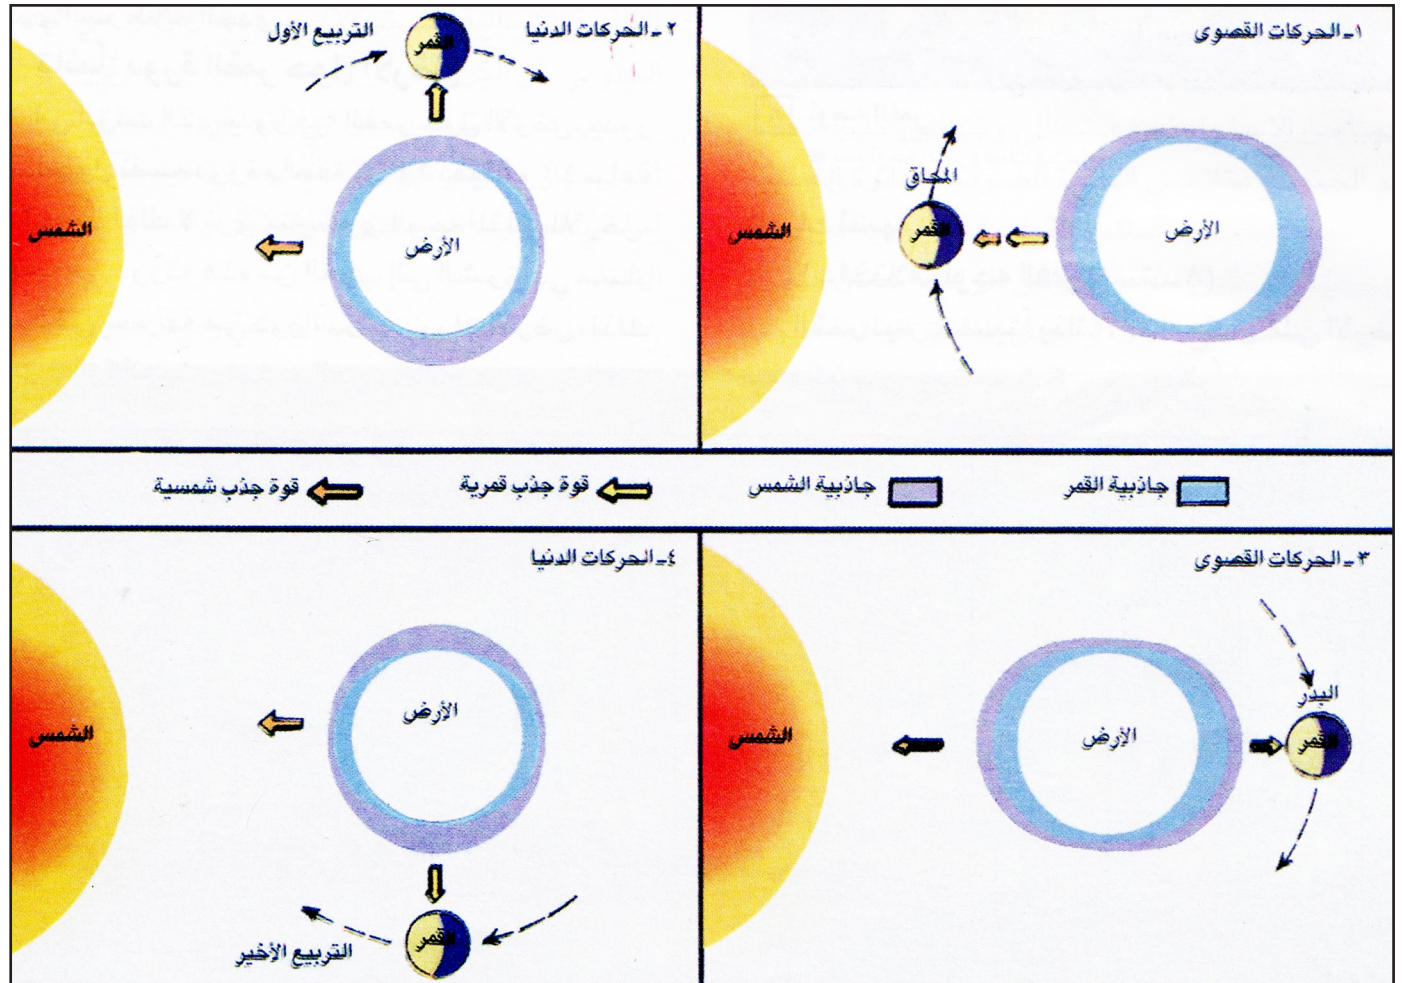 ١ـ الحركات القصوى
المحاق
القمر
الأرض
الشمس
٢ ـ الحركات الدنيا
التربيع الأول
القمر
الأرض
الشمس
جاذبية القمر
جاذبية الشمس
قوة جذب قمرية
قوة جذب شمسية
٣ ـ الحركات القصوى
البدر
القمر
الأرض
الشمس
٤ـ الحركات الدنيا
الأرض
الشمس
القمر
التربيع الأخير